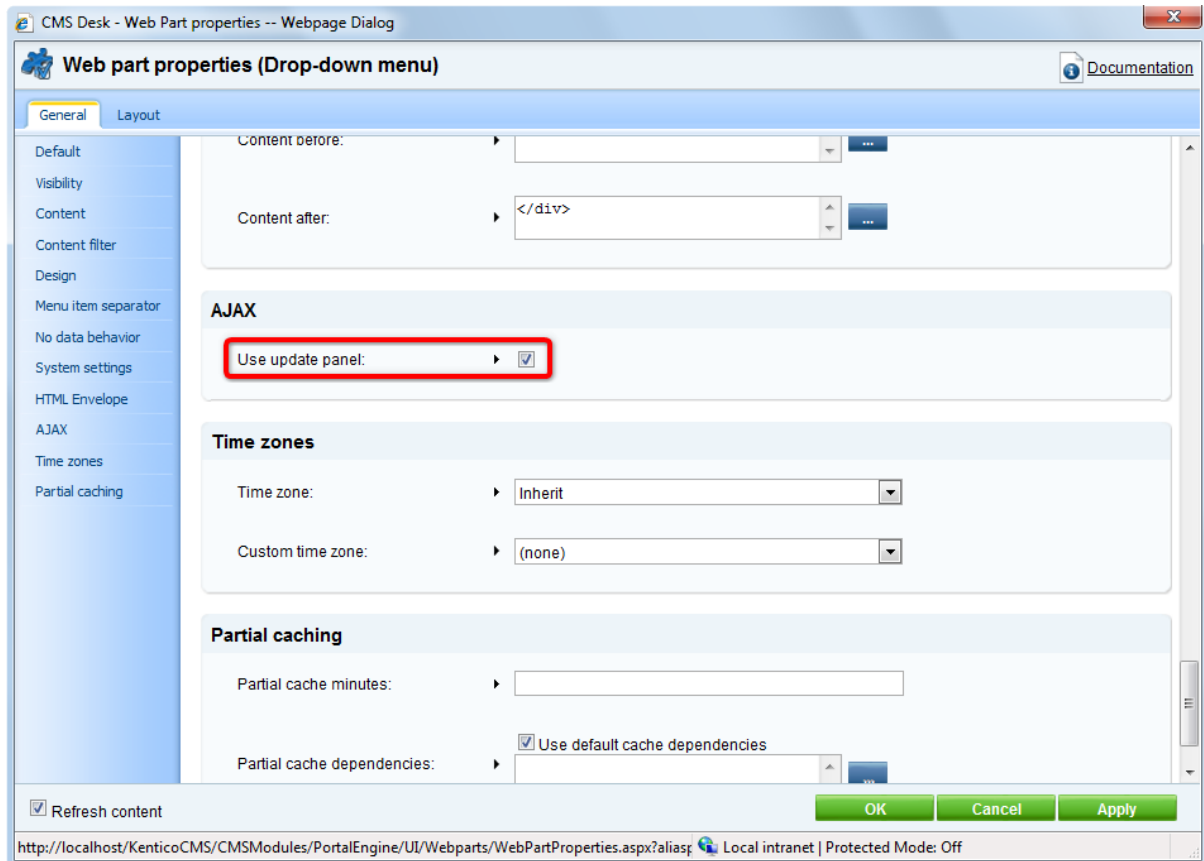 CMS Desk - Web Part properties -- Webpage Dialog
X
Web part properties (Drop-down menu)
Documentation
General Layout
Default
Visibility
Content
Content filter
Design
Menu item separator
No data behavior
System settings
HTML Envelope
AJAX
Time zones
Partial caching
Content before:
...
Content after:
</div>
...
AJAX
Use update panel:
Time zones
Time zone:
Inherit
Custom time zone:
(none)
Partial caching
Partial cache minutes:
Use default cache dependencies
Partial cache dependencies:
...
Refresh content
OK Cancel Apply
http://localhost/KenticoCMS/CMSModules/PortalEngine/UI/Webparts/WebPartProperties.aspx?aliasp Local intranet | Protected Mode: Off